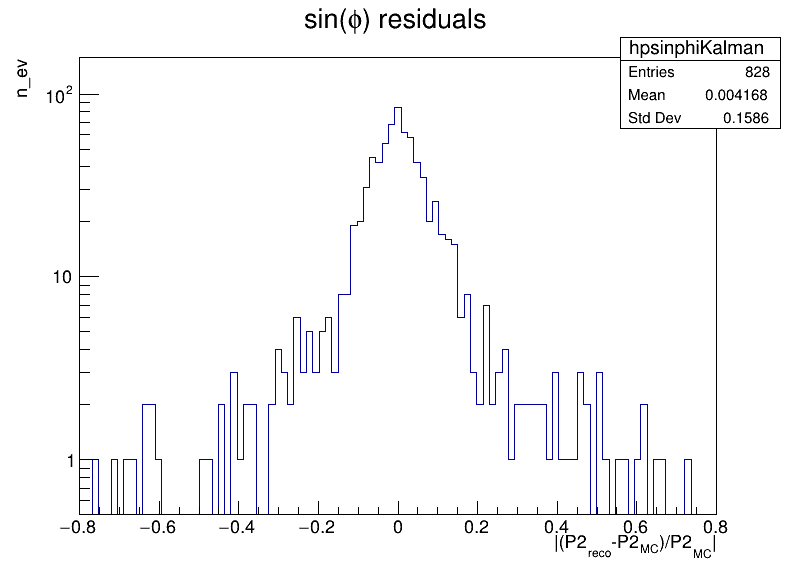 sin(ϕ) residuals
hpsinphiKalman
Entries 828
Mean 0.004168
Std Dev 0.1586
n_ev
10²
10
1
−0.8 −0.6 −0.4 −0.2 0 0.2 0.4 0.6 0.8
|(P2reco-P2MC)/P2MC|